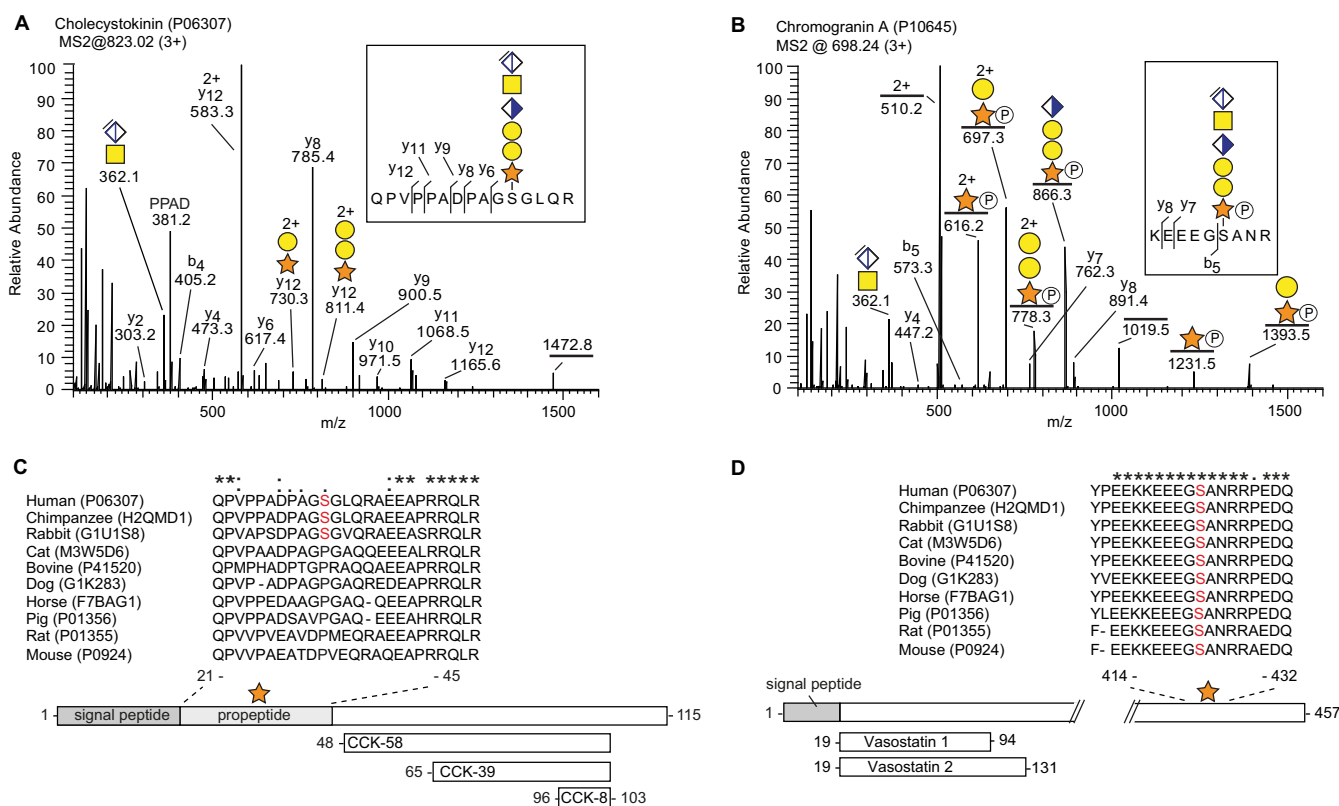 A
Cholecystokinin (P06307)
MS2@823.02 (3+)
Relative Abundance
100
90
80
70
60
50
40
30
20
10
0
500
1000
1500
m/z
362.1
PPAD
381.2
2+
y12
583.3
b4
405.2
y2
303.2
y4
473.3
y6
617.4
2+
y12
730.3
2+
y12
811.4
y8
785.4
y9
900.5
y10
971.5
y11
1068.5
y12
1165.6
1472.8
y12
y11
y9
y8
y6
QPVPPADPAGSGLQR
B
Chromogranin A (P10645)
MS2 @ 698.24 (3+)
Relative Abundance
100
90
80
70
60
50
40
30
20
10
0
500
1000
1500
m/z
2+
510.2
2+
P
697.3
2+
P
616.2
P
866.3
2+
P
778.3
362.1
b5
573.3
y4
447.2
y7
762.3
y8
891.4
1019.5
P
1231.5
P
1393.5
P
y8
y7
KEEEGSANR
b5
C
**: : . . . :** *****
Human (P06307) QPVPPADPAGSGLQRAEEAPRRQLR
Chimpanzee (H2QMD1) QPVPPADPAGSGLQRAEEAPRRQLR
Rabbit (G1U1S8) QPVAPSDPAGSGVQRAEEASRRQLR
Cat (M3W5D6) QPVPAADPAGPGAQQEEEALRRQLR
Bovine (P41520) QPMPHADPTGPRAQQAEEAPRRQLR
Dog (G1K283) QPVP-ADPAGPGAQREDEAPRRQLR
Horse (F7BAG1) QPVPPEDAAGPGAQ-QEEAPRRQLR
Pig (P01356) QPVPPADSAVPGAQ-EEEAHRRQLR
Rat (P01355) QPVVPVEAVDPMEQRAEEAPRRQLR
Mouse (P0924) QPVVPAEATDPVEQRAQEAPRRQLR
21 -
- 45
1 -
signal peptide
propeptide
- 115
48 -
CCK-58
65 -
CCK-39
96 -
CCK-8
- 103
D
***************.***
Human (P06307) YPEEKKEEEGSANRRPEDQ
Chimpanzee (H2QMD1) YPEEKKEEEGSANRRPEDQ
Rabbit (G1U1S8) YPEEKKEEEGSANRRPEDQ
Cat (M3W5D6) YPEEKKEEEGSANRRPEDQ
Bovine (P41520) YPEEKKEEEGSANRRPEDQ
Dog (G1K283) YVEEKKEEEGSANRRPEDQ
Horse (F7BAG1) YPEEKKEEEGSANRRPEDQ
Pig (P01356) YLEEKKEEEGSANRRPEDQ
Rat (P01355) F- EEKKEEEGSANRRAEDQ
Mouse (P0924) F- EEKKEEEGSANRRAEDQ
414 -
- 432
signal peptide
1 -
-457
19 -
Vasostatin 1
- 94
19 -
Vasostatin 2
-131